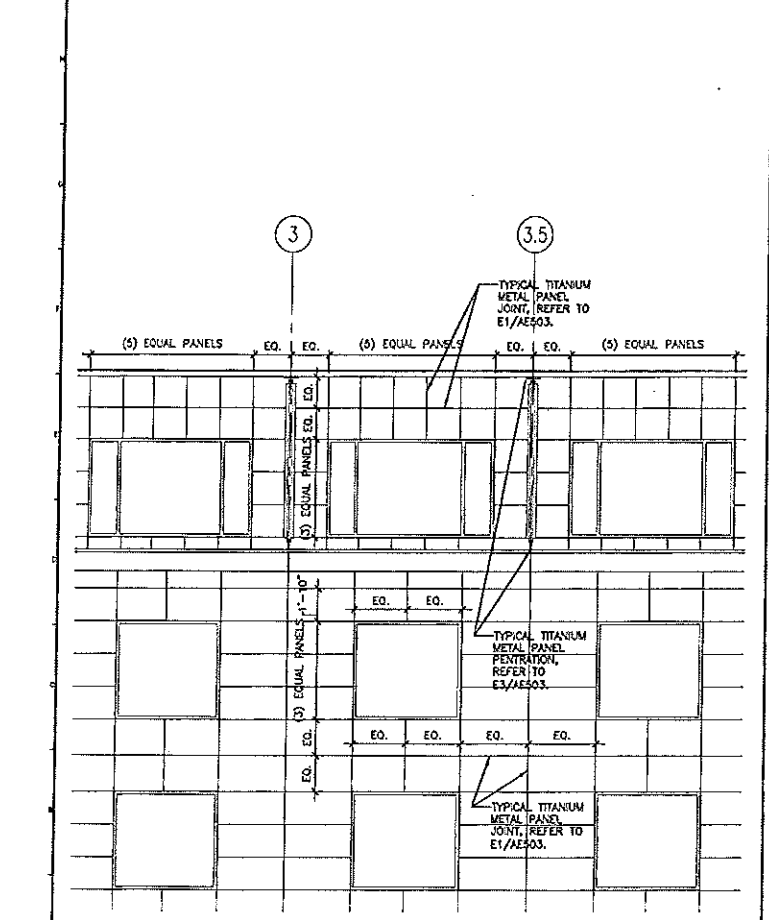 3
3.5
TYPICAL TITANIUM
METAL PANEL
JOINT, REFER TO
E1/AE503.
(5) EQUAL PANELS
EQ.
EQ.
(5) EQUAL PANELS
EQ.
EQ.
(5) EQUAL PANELS
EQ.
EQ.
(3) EQUAL PANELS
1'-10"
EQ.
EQ.
(3) EQUAL PANELS
TYPICAL TITANIUM
METAL PANEL
PENTRATION,
REFER TO
E3/AE503.
EQ.
EQ.
EQ.
EQ.
EQ.
EQ.
TYPICAL TITANIUM
METAL PANEL
JOINT, REFER TO
E1/AE503.